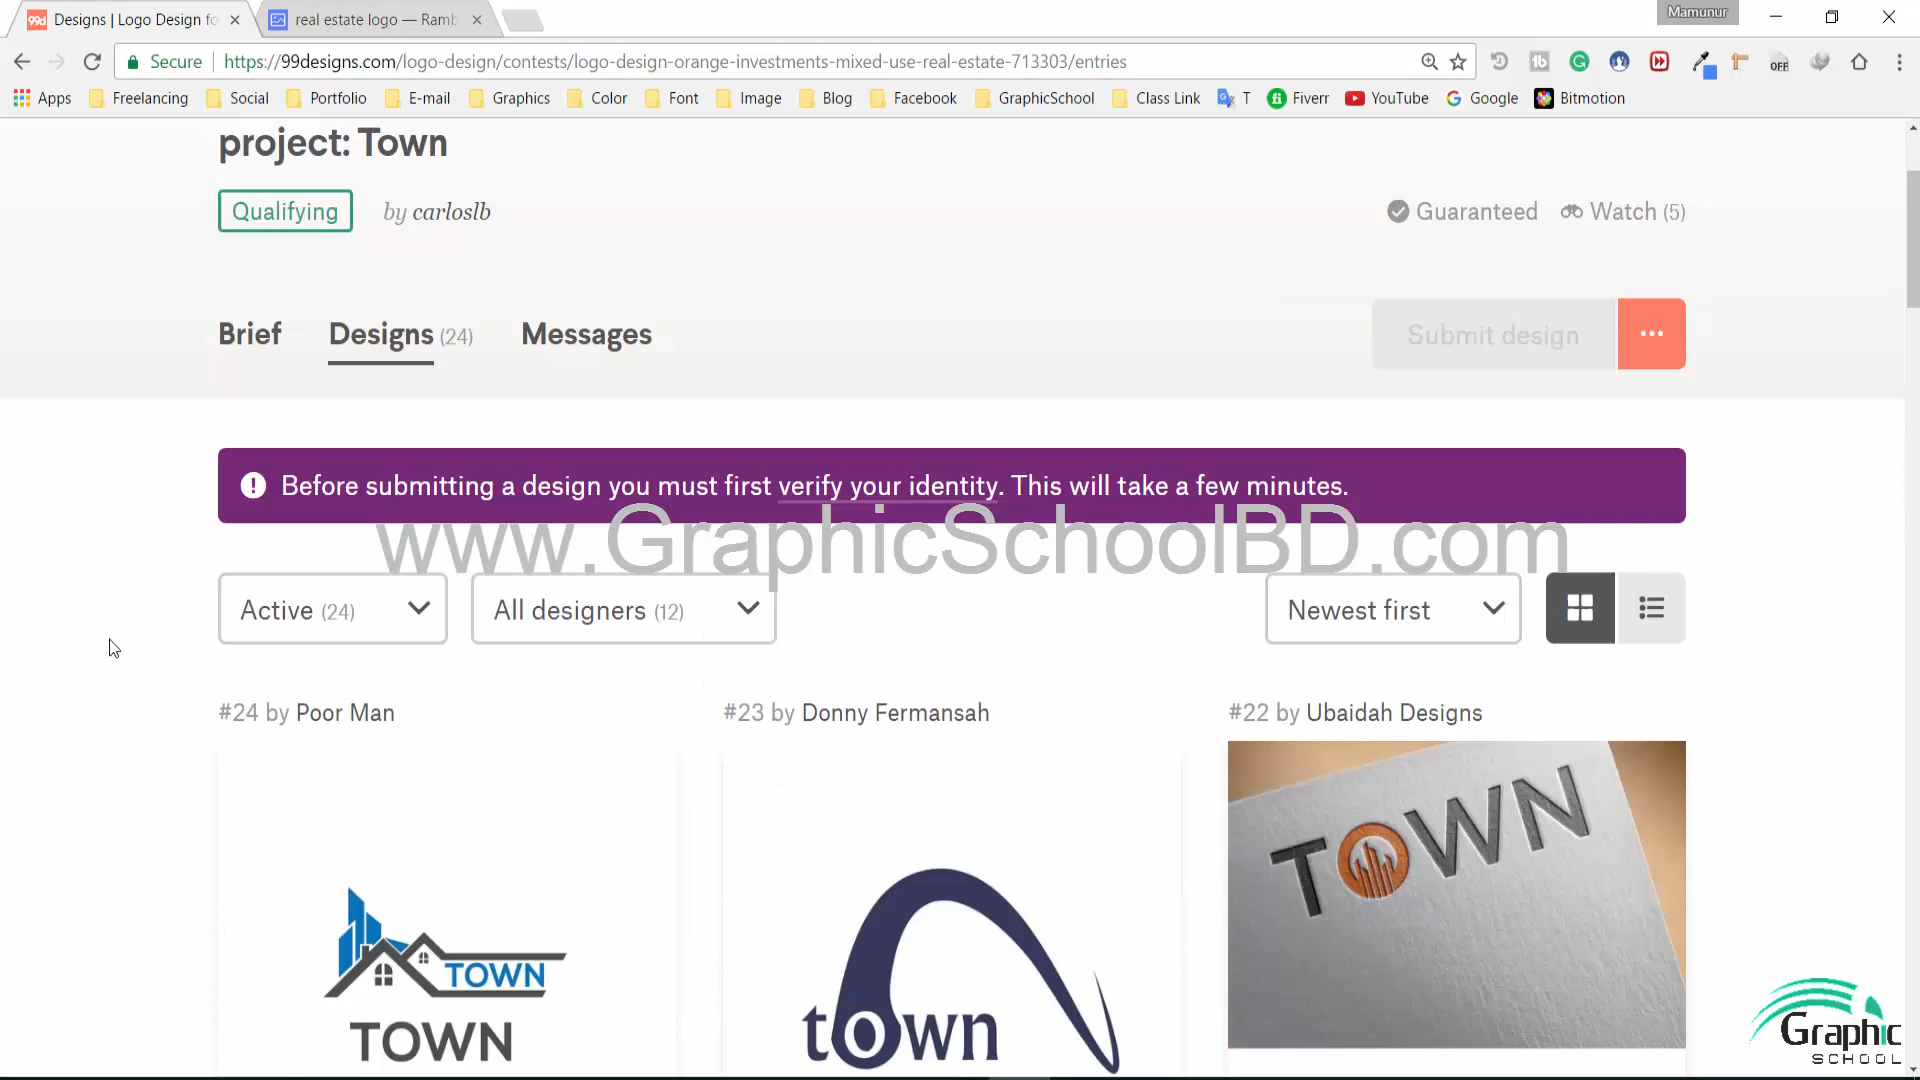 Designs | Logo Design fo
real estate logo — Ramb
Mamunur
Secure
https://99designs.com/logo-design/contests/logo-design-orange-investments-mixed-use-real-estate-713303/entries
Apps
Freelancing
Social
Portfolio
E-mail
Graphics
Color
Font
Image
Blog
Facebook
GraphicSchool
Class Link
T
Fiverr
YouTube
Google
Bitmotion
project: Town
Qualifying
by carloslb
Guaranteed
Watch (5)
Brief
Designs (24)
Messages
Submit design
Before submitting a design you must first verify your identity. This will take a few minutes.
www.GraphicSchoolBD.com
Active (24)
All designers (12)
Newest first
#24 by Poor Man
#23 by Donny Fermansah
#22 by Ubaidah Designs
TOWN
TOWN
TOWN
town
Graphic
SCHOOL